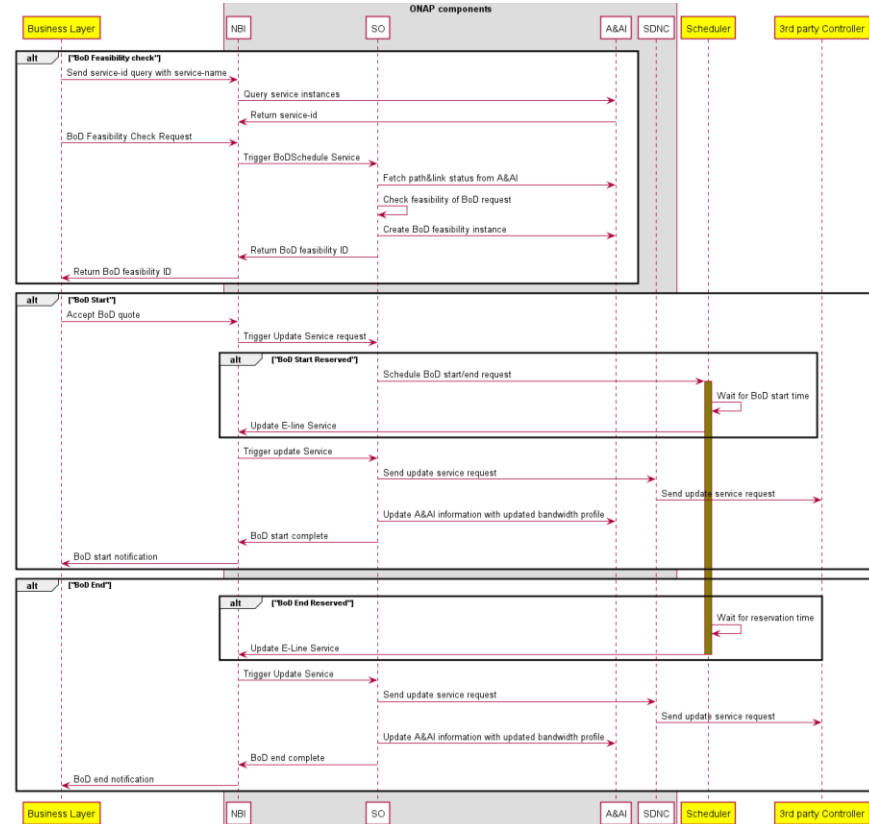 ONAP components
Business Layer
NBI
SO
A&AI
SDNC
Scheduler
3rd party Controller
alt
["BoD Feasibility check"]
Send service-id query with service-name
Query service instances
Return service-id
BoD Feasibility Check Request
Trigger BoDSchedule Service
Fetch path&link status from A&AI
Check feasibility of BoD request
Create BoD feasibility instance
Return BoD feasibility ID
Return BoD feasibility ID
alt
["BoD Start"]
Accept BoD quote
Trigger Update Service request
alt
["BoD Start Reserved"]
Schedule BoD start/end request
Wait for BoD start time
Update E-line Service
Trigger update Service
Send update service request
Send update service request
Update A&AI information with updated bandwidth profile
BoD start complete
BoD start notification
alt
["BoD End"]
alt
["BoD End Reserved"]
Wait for reservation time
Update E-Line Service
Trigger Update Service
Send update service request
Send update service request
Update A&AI information with updated bandwidth profile
BoD end complete
BoD end notification
Business Layer
NBI
SO
A&AI
SDNC
Scheduler
3rd party Controller